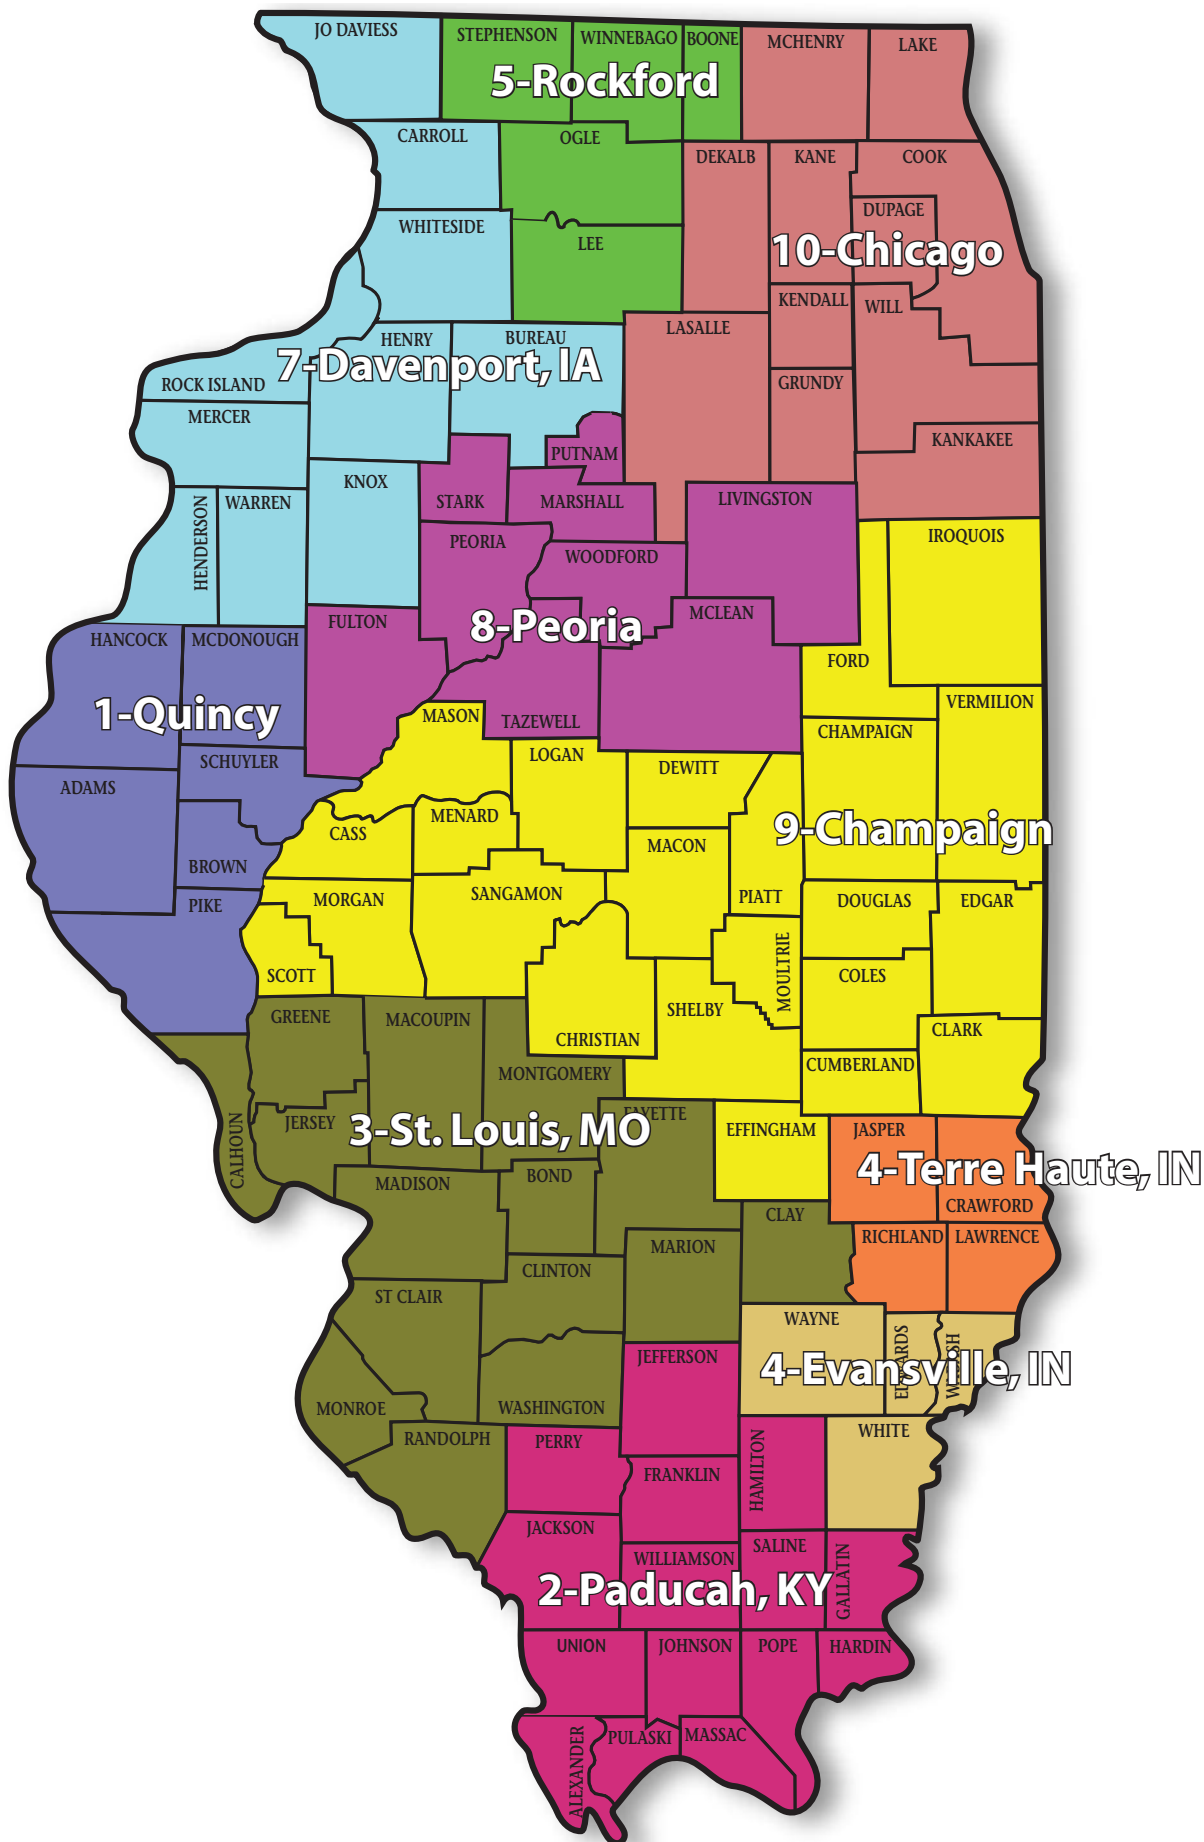 JO DAVIESS
STEPHENSON
WINNEBAGO
BOONE
MCHENRY
LAKE
5-Rockford
CARROLL
OGLE
DEKALB
KANE
COOK
DUPAGE
WHITESIDE
LEE
10-Chicago
KENDALL
WILL
LASALLE
HENRY
BUREAU
7-Davenport, IA
ROCK ISLAND
GRUNDY
MERCER
KANKAKEE
PUTNAM
KNOX
STARK
MARSHALL
LIVINGSTON
HENDERSON
WARREN
PEORIA
WOODFORD
IROQUOIS
FULTON
8-Peoria
MCLEAN
HANCOCK
MCDONOUGH
FORD
1-Quincy
MASON
TAZEWELL
VERMILION
CHAMPAIGN
SCHUYLER
LOGAN
DEWITT
ADAMS
CASS
MENARD
9-Champaign
MACON
BROWN
SANGAMON
PIATT
MORGAN
PIKE
DOUGLAS
EDGAR
SCOTT
MOULTRIE
COLES
SHELBY
GREENE
MACOUPIN
CHRISTIAN
CLARK
MONTGOMERY
CUMBERLAND
FAYETTE
CALHOUN
JERSEY
3-St. Louis, MO
EFFINGHAM
JASPER
4-Terre Haute, IN
MADISON
BOND
CRAWFORD
CLAY
RICHLAND
LAWRENCE
MARION
CLINTON
ST CLAIR
WAYNE
EDWARDS
WABASH
JEFFERSON
4-Evansville, IN
MONROE
WASHINGTON
RANDOLPH
PERRY
WHITE
HAMILTON
FRANKLIN
JACKSON
WILLIAMSON
SALINE
GALLATIN
2-Paducah, KY
UNION
JOHNSON
POPE
HARDIN
ALEXANDER
PULASKI
MASSAC